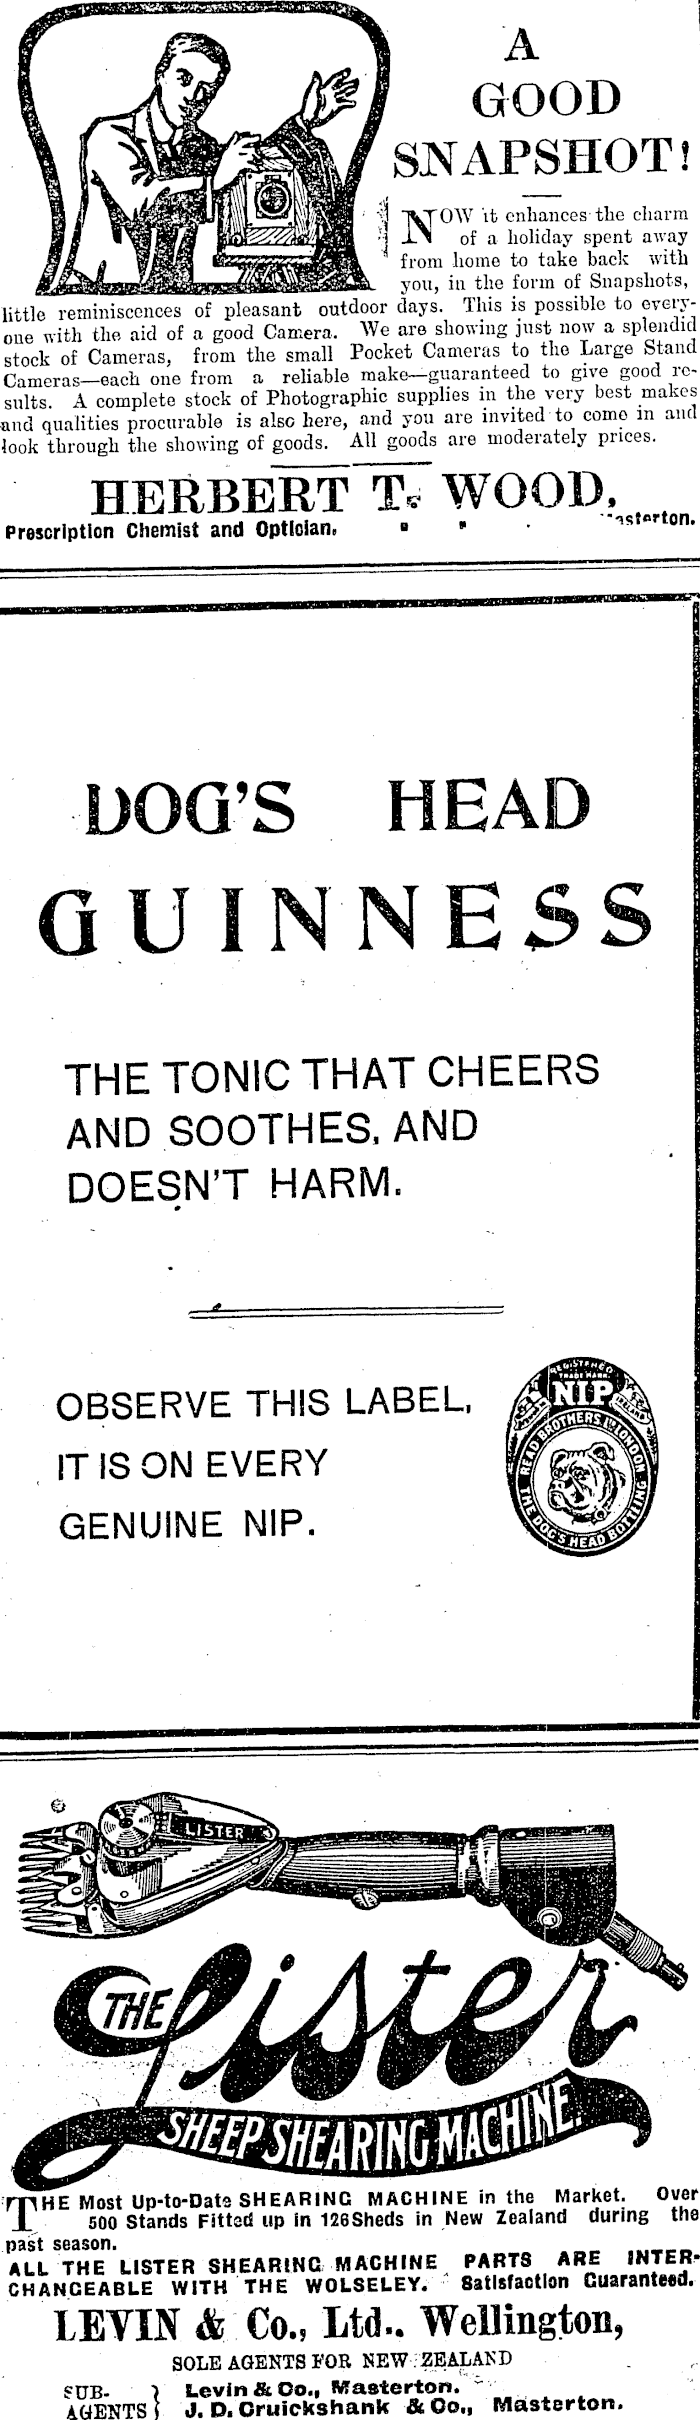 A
GOOD
SNAPSHOT!
NOW it enhances the charm
of a holiday spent away
from home to take back with
you, in the form of Snapshots,
little reminiscences of pleasant outdoor days. This is possible to every-
one with the aid of a good Camera. We are showing just now a splendid
stock of Cameras, from the small Pocket Cameras to the Large Stand
Cameras—each one from a reliable make—guaranteed to give good re-
sults. A complete stock of Photographic supplies in the very best makes
and qualities procurable is also here, and you are invited to come in and
look through the showing of goods. All goods are moderately prices.
HERBERT T. WOOD,
Prescription Chemist and Optician. Masterton.
DOG'S HEAD
GUINNESS
THE TONIC THAT CHEERS
AND SOOTHES, AND
DOESN'T HARM.
OBSERVE THIS LABEL,
IT IS ON EVERY
GENUINE NIP.
REGISTERED
TRADE MARK
NIP
READ BROTHERS LD LONDON
THE DOG'S HEAD BOTTLING
LISTER
THE Lister
SHEEP SHEARING MACHINE.
THE Most Up-to-Date SHEARING MACHINE in the Market. Over
500 Stands Fitted up in 126 Sheds in New Zealand during the
past season.
ALL THE LISTER SHEARING MACHINE PARTS ARE INTER-
CHANGEABLE WITH THE WOLSELEY. Satisfaction Guaranteed.
LEVIN & Co., Ltd., Wellington,
SOLE AGENTS FOR NEW ZEALAND
SUB- } Levin & Co., Masterton.
AGENTS } J. D. Cruickshank & Co., Masterton.